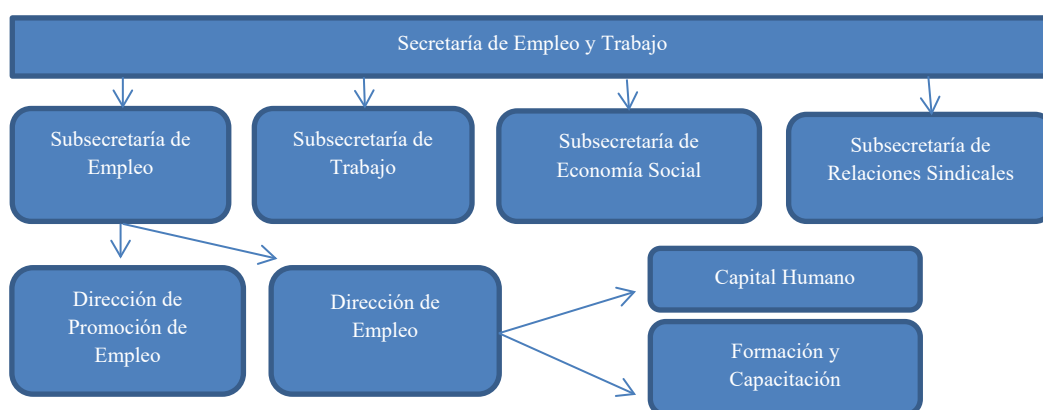 Secretaría de Empleo y Trabajo
Subsecretaría de
Empleo
Subsecretaría de
Trabajo
Subsecretaría de
Economía Social
Subsecretaría de
Relaciones Sindicales
Dirección de
Promoción de
Empleo
Dirección de
Empleo
Capital Humano
Formación y
Capacitación